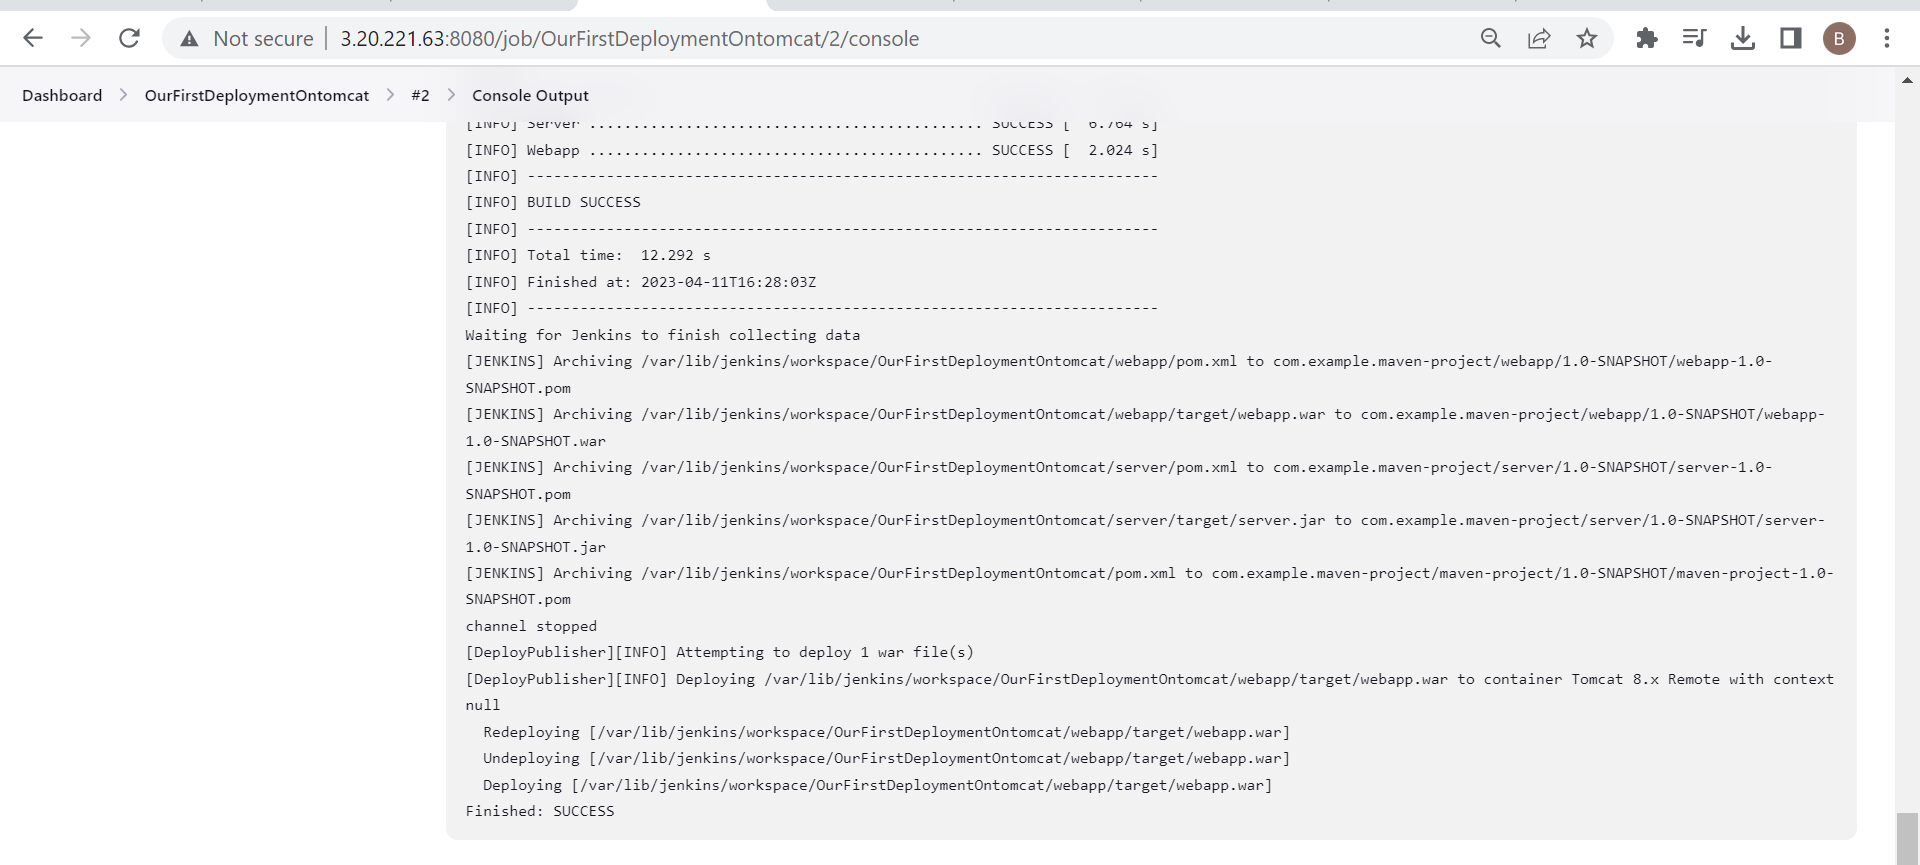 Not secure | 3.20.221.63:8080/job/OurFirstDeploymentOntomcat/2/console
B
Dashboard > OurFirstDeploymentOntomcat > #2 > Console Output
[INFO] Server ............................................. SUCCESS [  6.764 s]
[INFO] Webapp ............................................. SUCCESS [  2.024 s]
[INFO] ------------------------------------------------------------------------
[INFO] BUILD SUCCESS
[INFO] ------------------------------------------------------------------------
[INFO] Total time:  12.292 s
[INFO] Finished at: 2023-04-11T16:28:03Z
[INFO] ------------------------------------------------------------------------
Waiting for Jenkins to finish collecting data
[JENKINS] Archiving /var/lib/jenkins/workspace/OurFirstDeploymentOntomcat/webapp/pom.xml to com.example.maven-project/webapp/1.0-SNAPSHOT/webapp-1.0-
SNAPSHOT.pom
[JENKINS] Archiving /var/lib/jenkins/workspace/OurFirstDeploymentOntomcat/webapp/target/webapp.war to com.example.maven-project/webapp/1.0-SNAPSHOT/webapp-
1.0-SNAPSHOT.war
[JENKINS] Archiving /var/lib/jenkins/workspace/OurFirstDeploymentOntomcat/server/pom.xml to com.example.maven-project/server/1.0-SNAPSHOT/server-1.0-
SNAPSHOT.pom
[JENKINS] Archiving /var/lib/jenkins/workspace/OurFirstDeploymentOntomcat/server/target/server.jar to com.example.maven-project/server/1.0-SNAPSHOT/server-
1.0-SNAPSHOT.jar
[JENKINS] Archiving /var/lib/jenkins/workspace/OurFirstDeploymentOntomcat/pom.xml to com.example.maven-project/maven-project/1.0-SNAPSHOT/maven-project-1.0-
SNAPSHOT.pom
channel stopped
[DeployPublisher][INFO] Attempting to deploy 1 war file(s)
[DeployPublisher][INFO] Deploying /var/lib/jenkins/workspace/OurFirstDeploymentOntomcat/webapp/target/webapp.war to container Tomcat 8.x Remote with context
null
  Redeploying [/var/lib/jenkins/workspace/OurFirstDeploymentOntomcat/webapp/target/webapp.war]
  Undeploying [/var/lib/jenkins/workspace/OurFirstDeploymentOntomcat/webapp/target/webapp.war]
  Deploying [/var/lib/jenkins/workspace/OurFirstDeploymentOntomcat/webapp/target/webapp.war]
Finished: SUCCESS